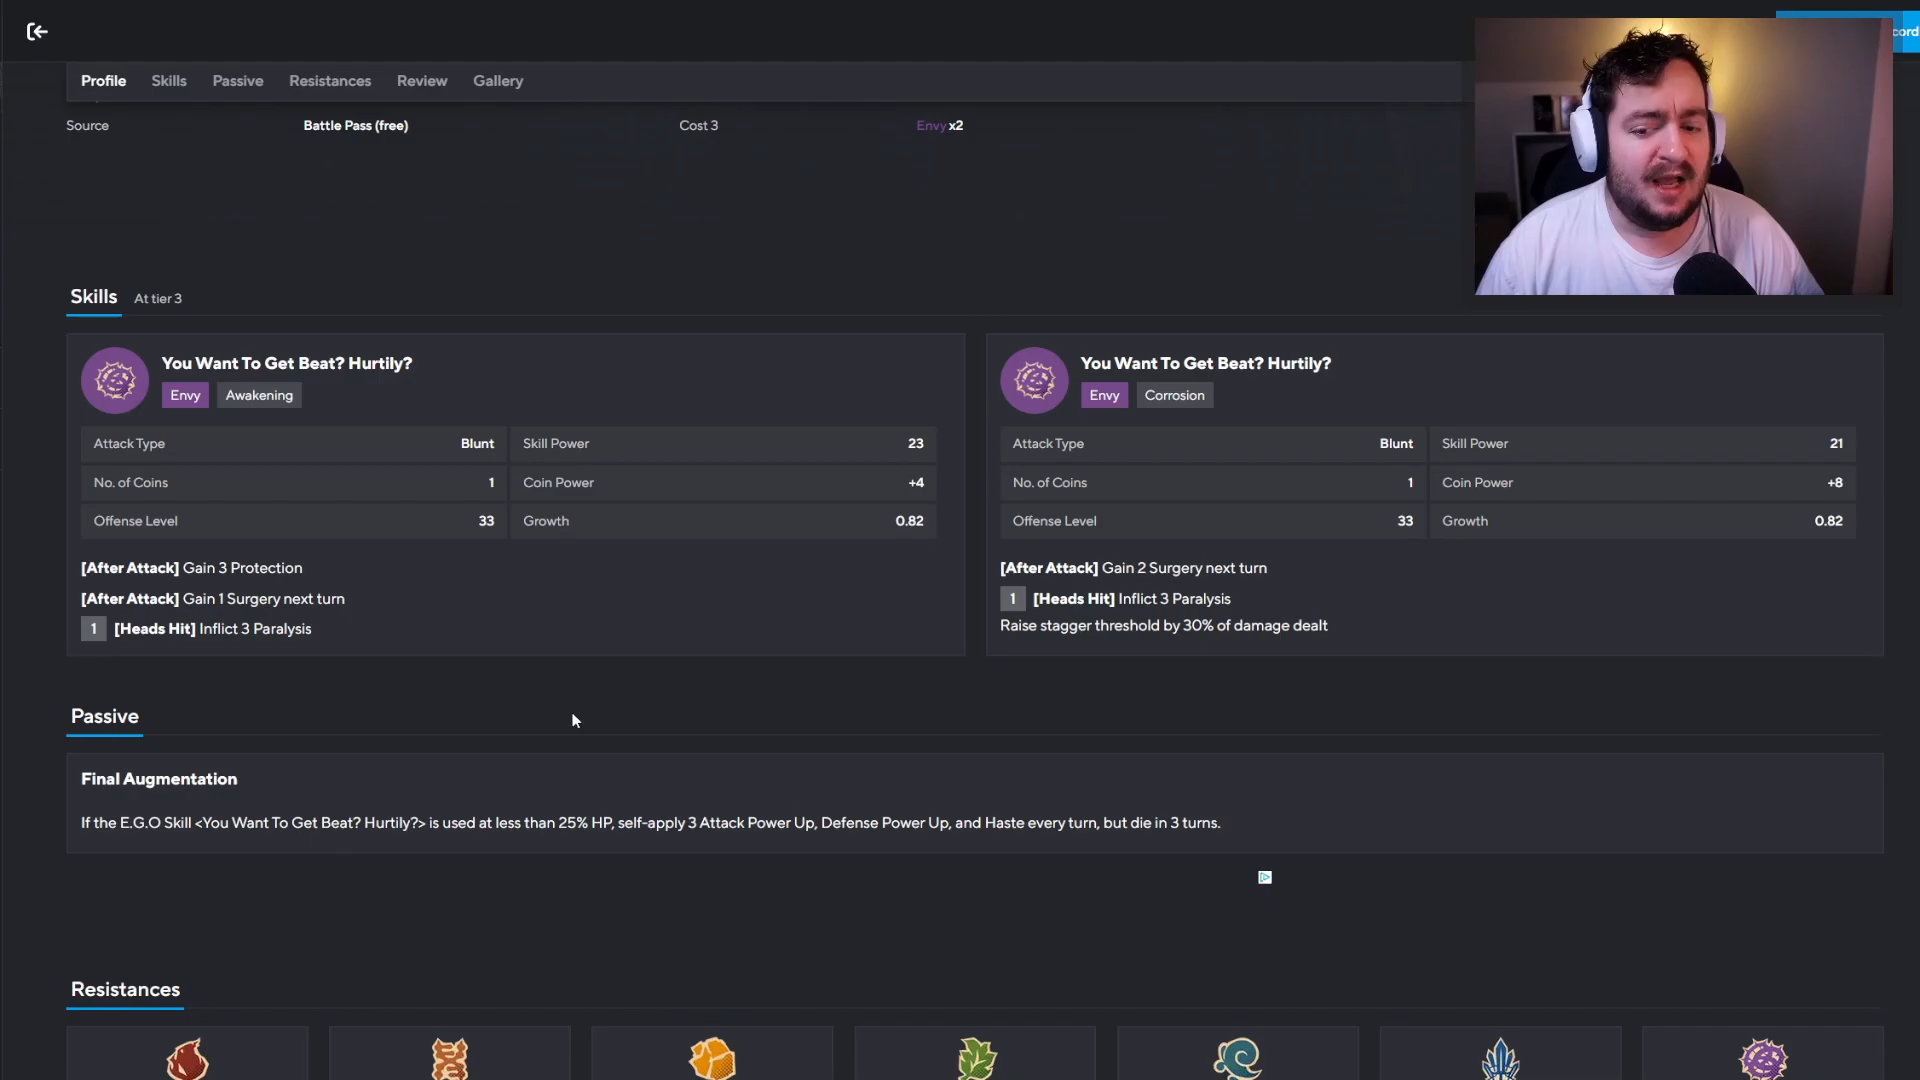 cord
Profile Skills Passive Resistances Review Gallery
Source Battle Pass (free) Cost 3 Envy x2
Skills At tier 3
You Want To Get Beat? Hurtily?
Envy Awakening
Attack Type Blunt Skill Power 23
No. of Coins 1 Coin Power +4
Offense Level 33 Growth 0.82
[After Attack] Gain 3 Protection
[After Attack] Gain 1 Surgery next turn
1 [Heads Hit] Inflict 3 Paralysis
You Want To Get Beat? Hurtily?
Envy Corrosion
Attack Type Blunt Skill Power 21
No. of Coins 1 Coin Power +8
Offense Level 33 Growth 0.82
[After Attack] Gain 2 Surgery next turn
1 [Heads Hit] Inflict 3 Paralysis
Raise stagger threshold by 30% of damage dealt
Passive
Final Augmentation
If the E.G.O Skill <You Want To Get Beat? Hurtily?> is used at less than 25% HP, self-apply 3 Attack Power Up, Defense Power Up, and Haste every turn, but die in 3 turns.
Resistances